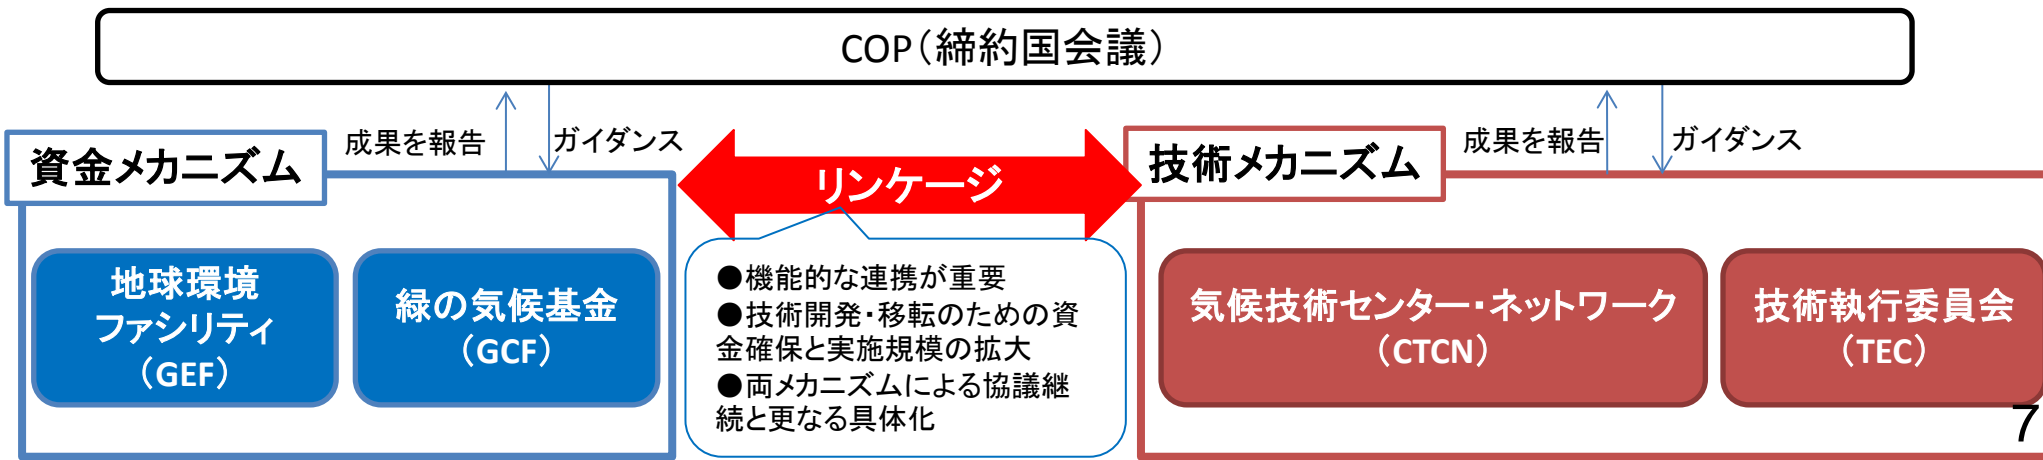 COP（締約国会議）
成果を報告
ガイダンス
成果を報告
ガイダンス
資金メカニズム
リンケージ
技術メカニズム
地球環境
ファシリティ
（GEF）
緑の気候基金
（GCF）
●機能的な連携が重要
●技術開発・移転のための資
金確保と実施規模の拡大
●両メカニズムによる協議継
続と更なる具体化
気候技術センター・ネットワーク
（CTCN）
技術執行委員会
（TEC）
7